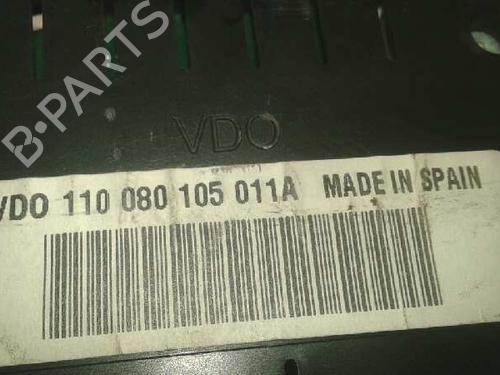 B-PARTS
VDO
VDO 110 080 105 011A MADE IN SPAIN